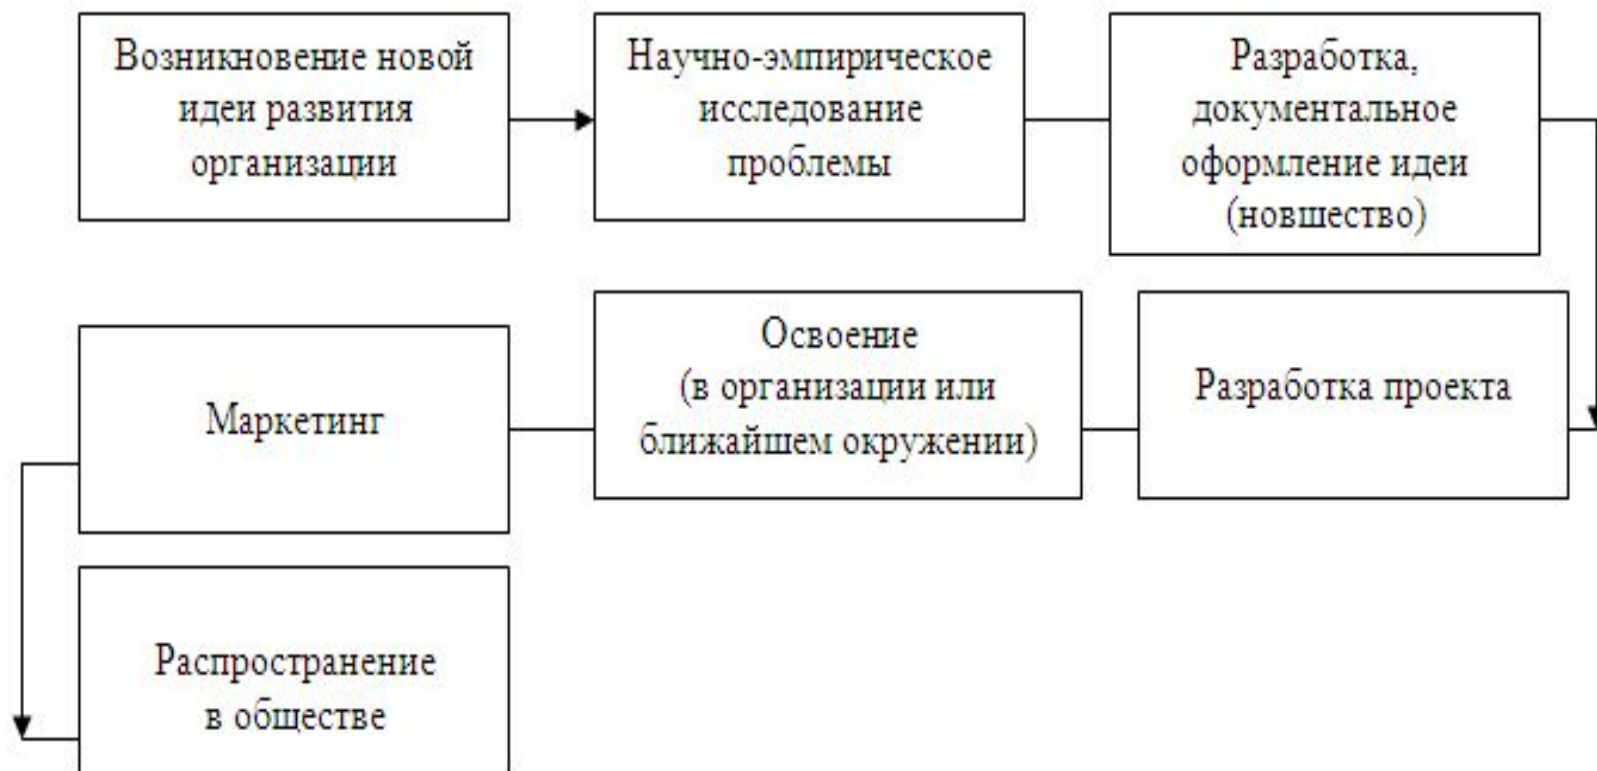 Возникновение новой
идеи развития
организации
Научно-эмпирическое
исследование
проблемы
Разработка,
документальное
оформление идеи
(новшество)
Разработка проекта
Освоение
(в организации или
ближайшем окружении)
Маркетинг
Распространение
в обществе